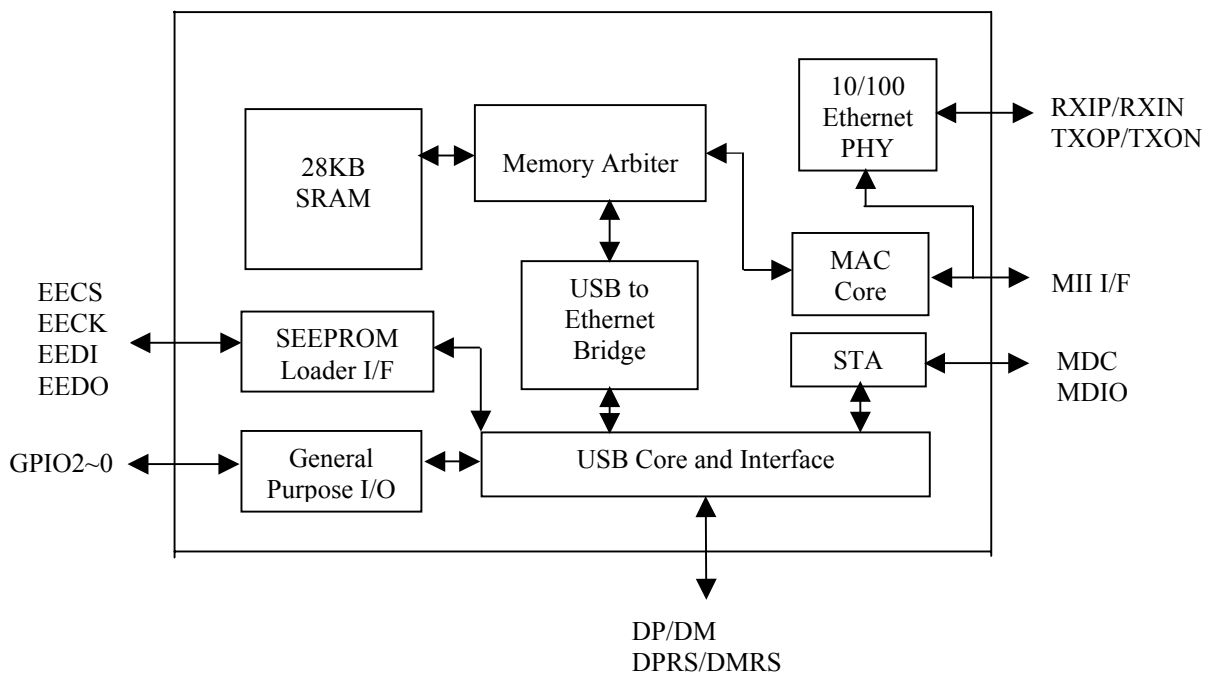 10/100
Ethernet
PHY
RXIP/RXIN
TXOP/TXON
28KB
SRAM
Memory Arbiter
MAC
Core
MII I/F
USB to
Ethernet
Bridge
EECS
EECK
EEDI
EEDO
SEEPROM
Loader I/F
STA
MDC
MDIO
GPIO2~0
General
Purpose I/O
USB Core and Interface
DP/DM
DPRS/DMRS